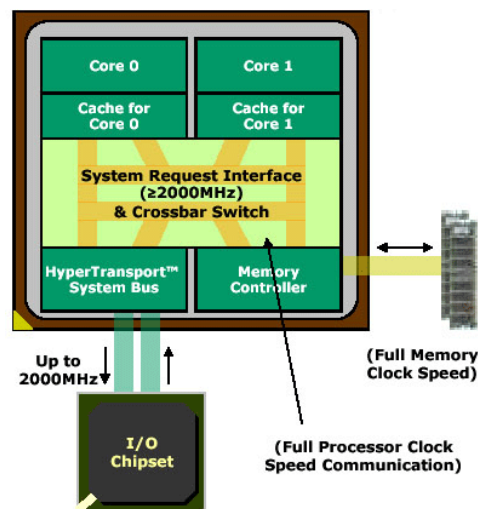 Core 0
Core 1
Cache for
Core 0
Cache for
Core 1
System Request Interface
(≥2000MHz)
& Crossbar Switch
HyperTransport™
System Bus
Memory
Controller
Up to
2000MHz
(Full Memory
Clock Speed)
I/O
Chipset
(Full Processor Clock
Speed Communication)